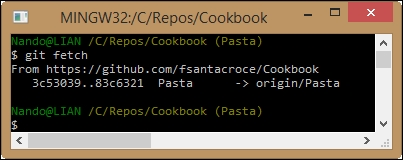 MINGW32:/C/Repos/Cookbook
Nando@LIAN /C/Repos/Cookbook (Pasta)
$ git fetch
From https://github.com/fsantacroce/Cookbook
   3c53039..83c6321  Pasta      -> origin/Pasta
Nando@LIAN /C/Repos/Cookbook (Pasta)
$